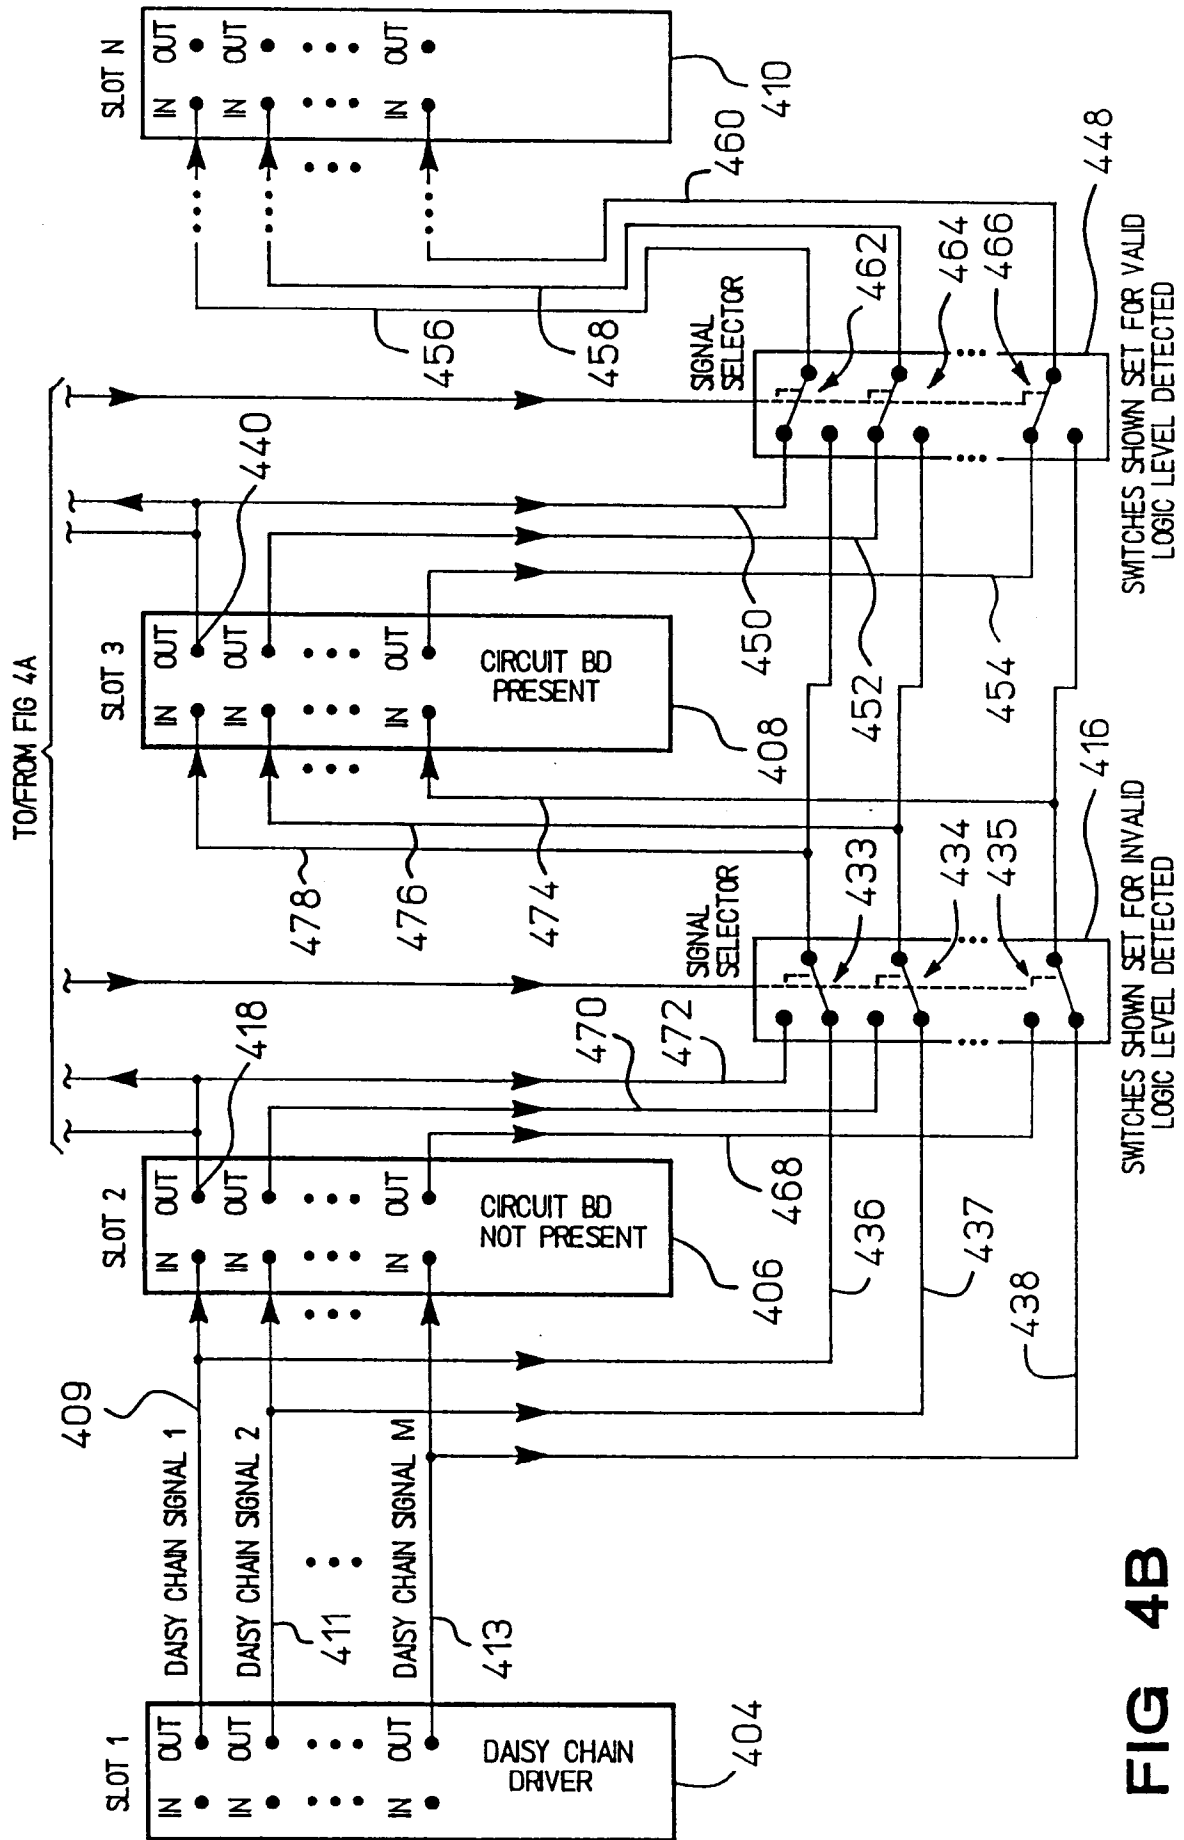 TO/FROM FIG 4A
SLOT 1
IN OUT
IN OUT
IN OUT
DAISY CHAIN
DRIVER
404
DAISY CHAIN SIGNAL 1
409
DAISY CHAIN SIGNAL 2
411
DAISY CHAIN SIGNAL M
413
SLOT 2
IN OUT
IN OUT
IN OUT
CIRCUIT BD
NOT PRESENT
406
418
470
472
468
436
437
438
SIGNAL
SELECTOR
433
434
435
416
SWITCHES SHOWN SET FOR INVALID
LOGIC LEVEL DETECTED
478
476
474
SLOT 3
IN OUT
IN OUT
IN OUT
CIRCUIT BD
PRESENT
408
440
450
452
454
SIGNAL
SELECTOR
462
464
466
448
SWITCHES SHOWN SET FOR VALID
LOGIC LEVEL DETECTED
456
458
460
SLOT N
IN OUT
IN OUT
IN OUT
410
FIG 4B